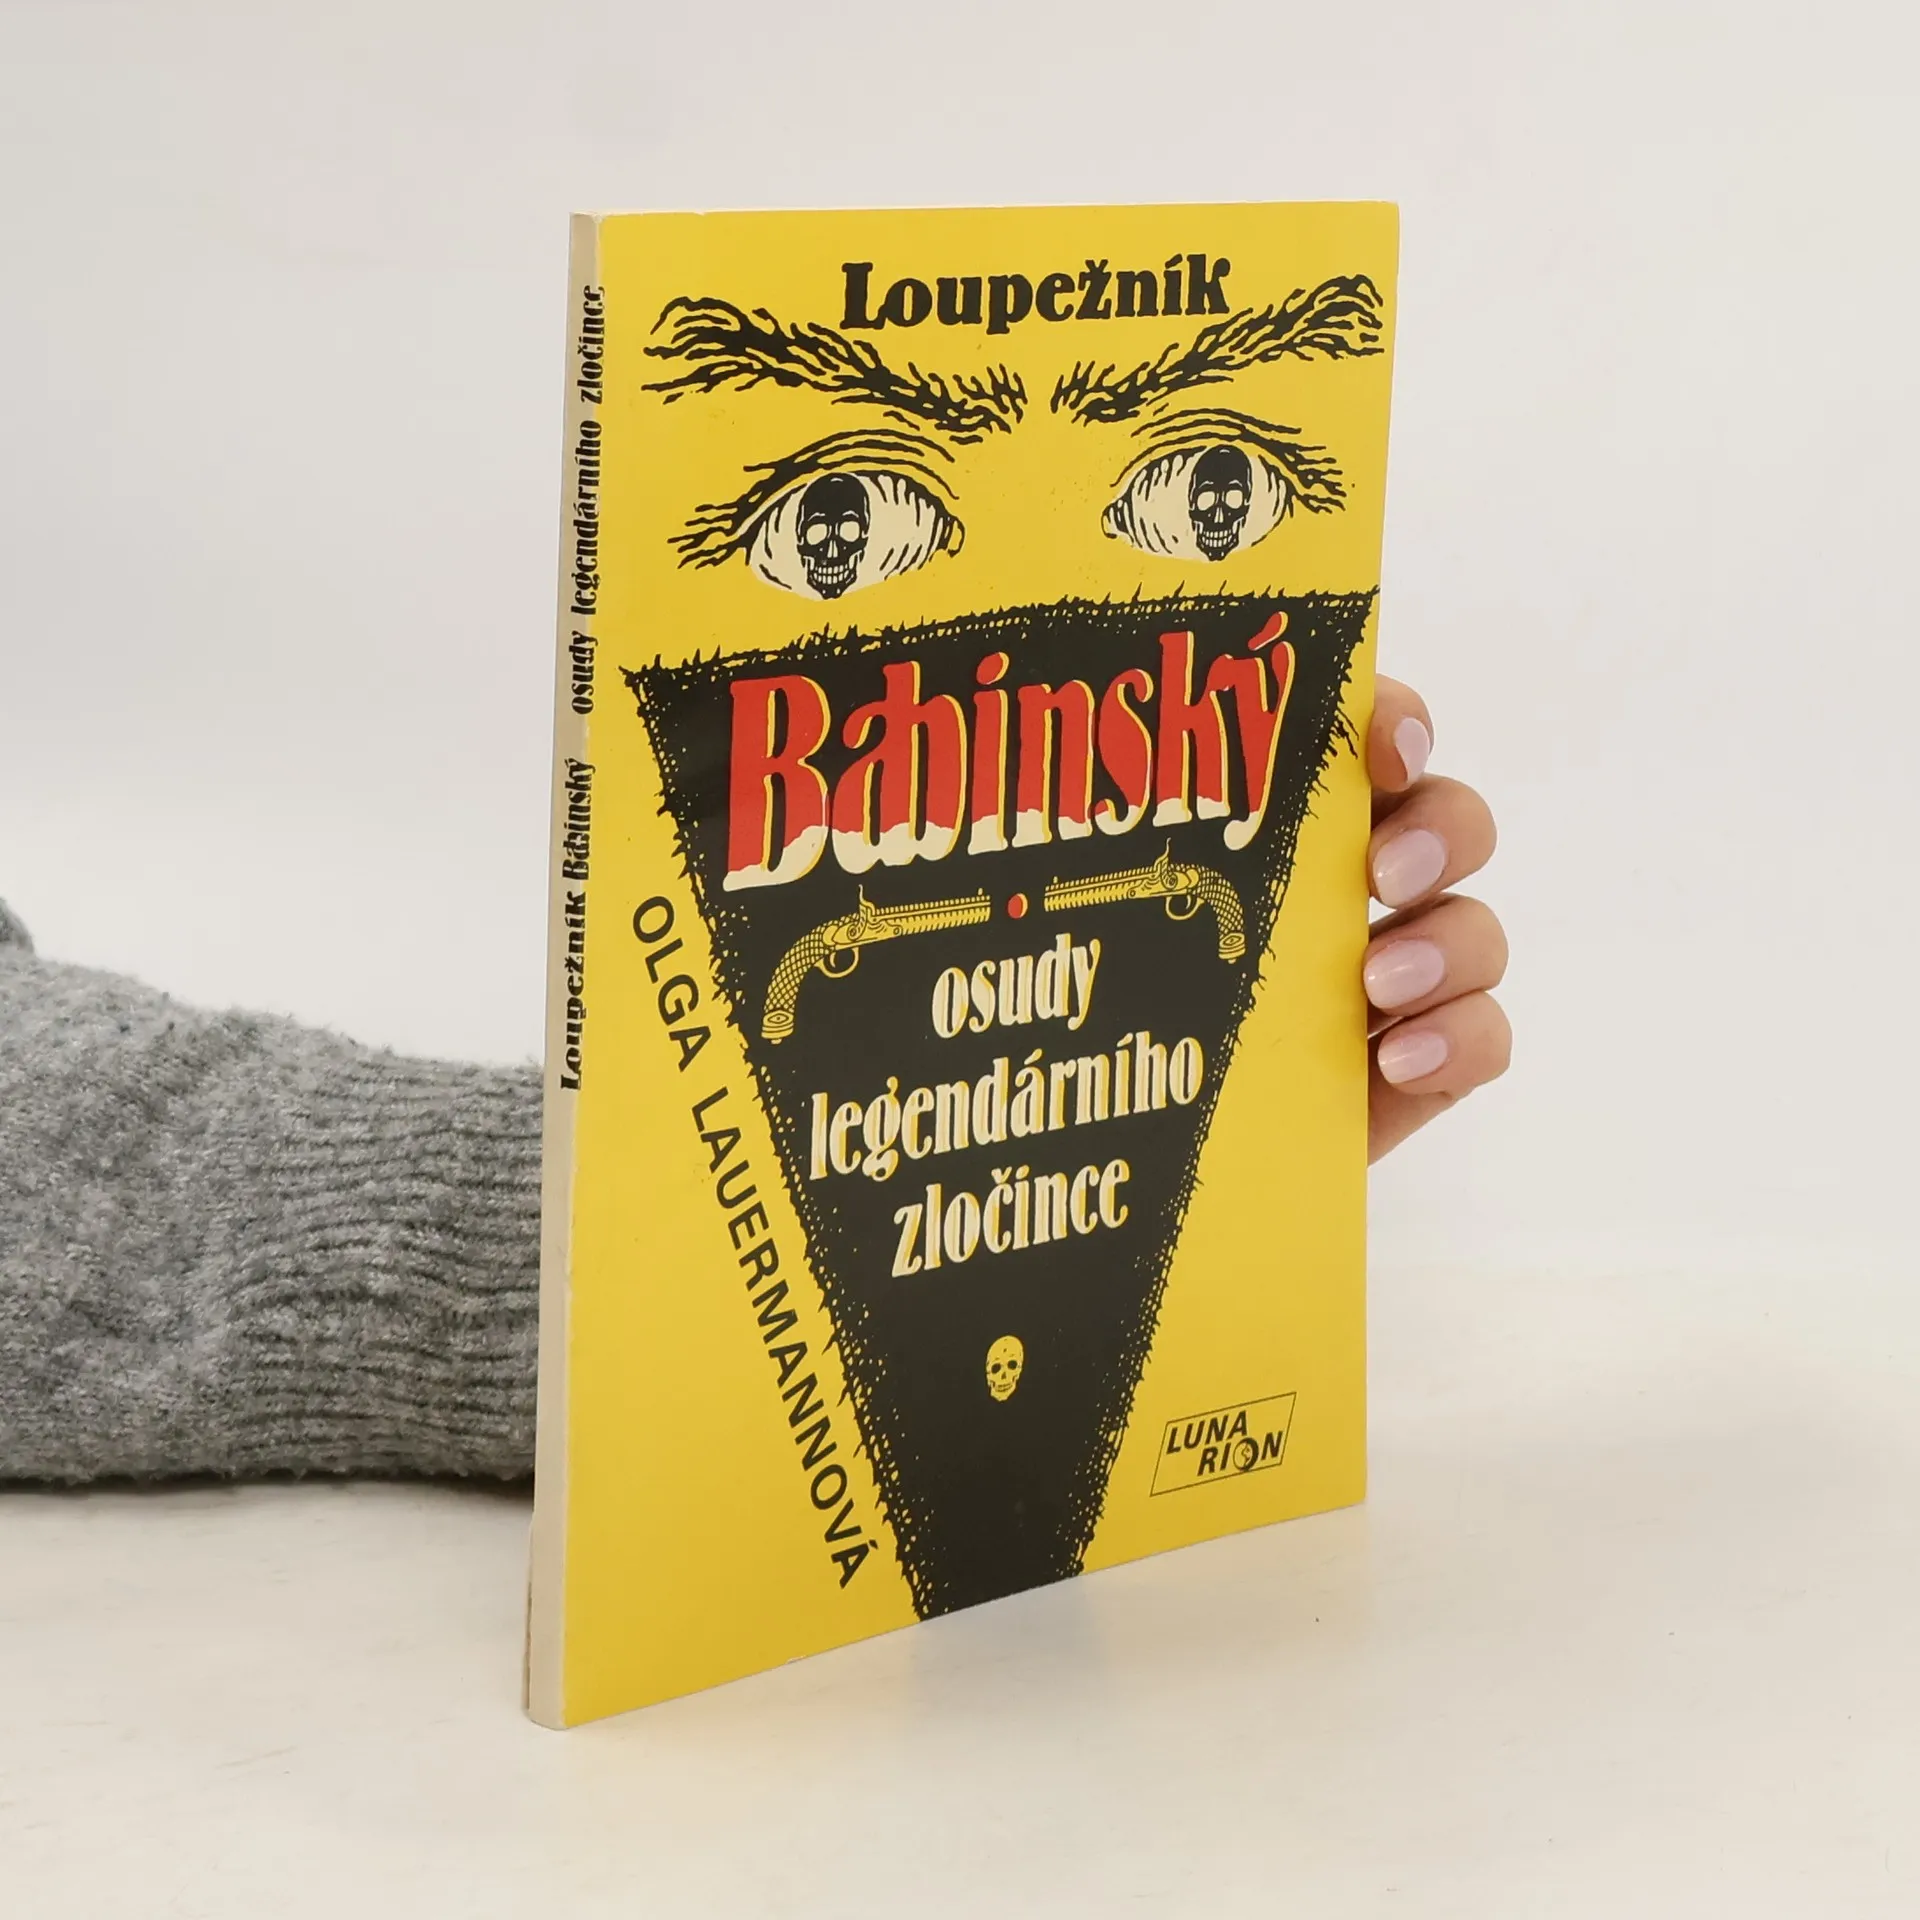 Loupežník Babinský osudy legendárního zločince
Loupežník
Babinský
osudy
legendárního
zločince
OLGA LAUERMANNOVÁ
LUNA
RION